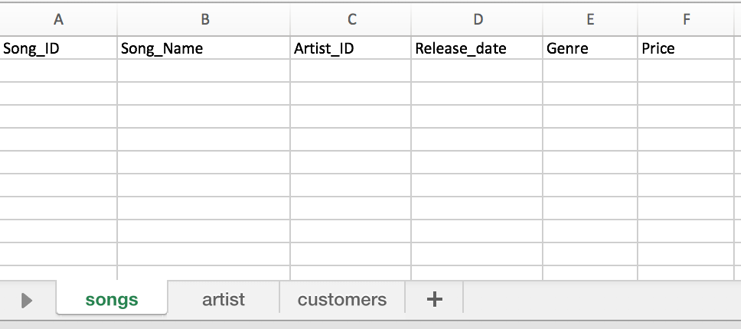 A B C D E F
Song_ID Song_Name Artist_ID Release_date Genre Price
songs artist customers +